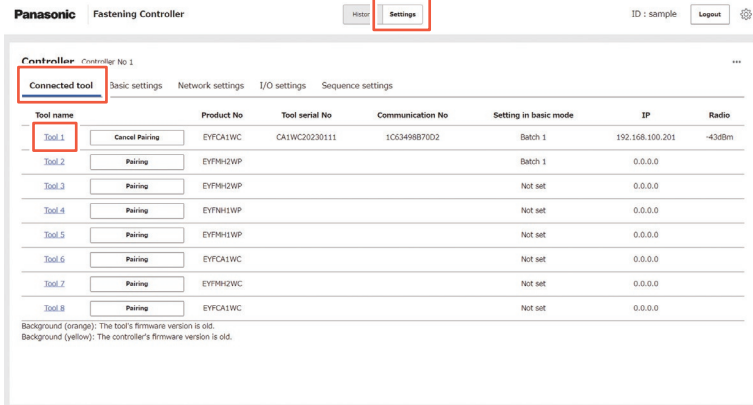 Panasonic Fastening Controller Settings ID : sample Logout
Controller Controller No 1 ...
Connected tool Basic settings Network settings I/O settings Sequence settings
Tool name Product No Tool serial No Communication No Setting in basic mode IP Radio
Tool 1 Cancel Pairing EYFCA1WC CA1WC20230111 1C63498B70D2 Batch 1 192.168.100.201 -43dBm
Tool 2 Pairing EYFMH2WP Batch 1 0.0.0.0
Tool 3 Pairing EYFMH2WP Not set 0.0.0.0
Tool 4 Pairing EYFNH1WP Not set 0.0.0.0
Tool 5 Pairing EYFMH1WP Not set 0.0.0.0
Tool 6 Pairing EYFCA1WC Not set 0.0.0.0
Tool 7 Pairing EYFMH2WC Not set 0.0.0.0
Tool 8 Pairing EYFCA1WC Not set 0.0.0.0
Background (orange): The tool's firmware version is old.
Background (yellow): The controller's firmware version is old.